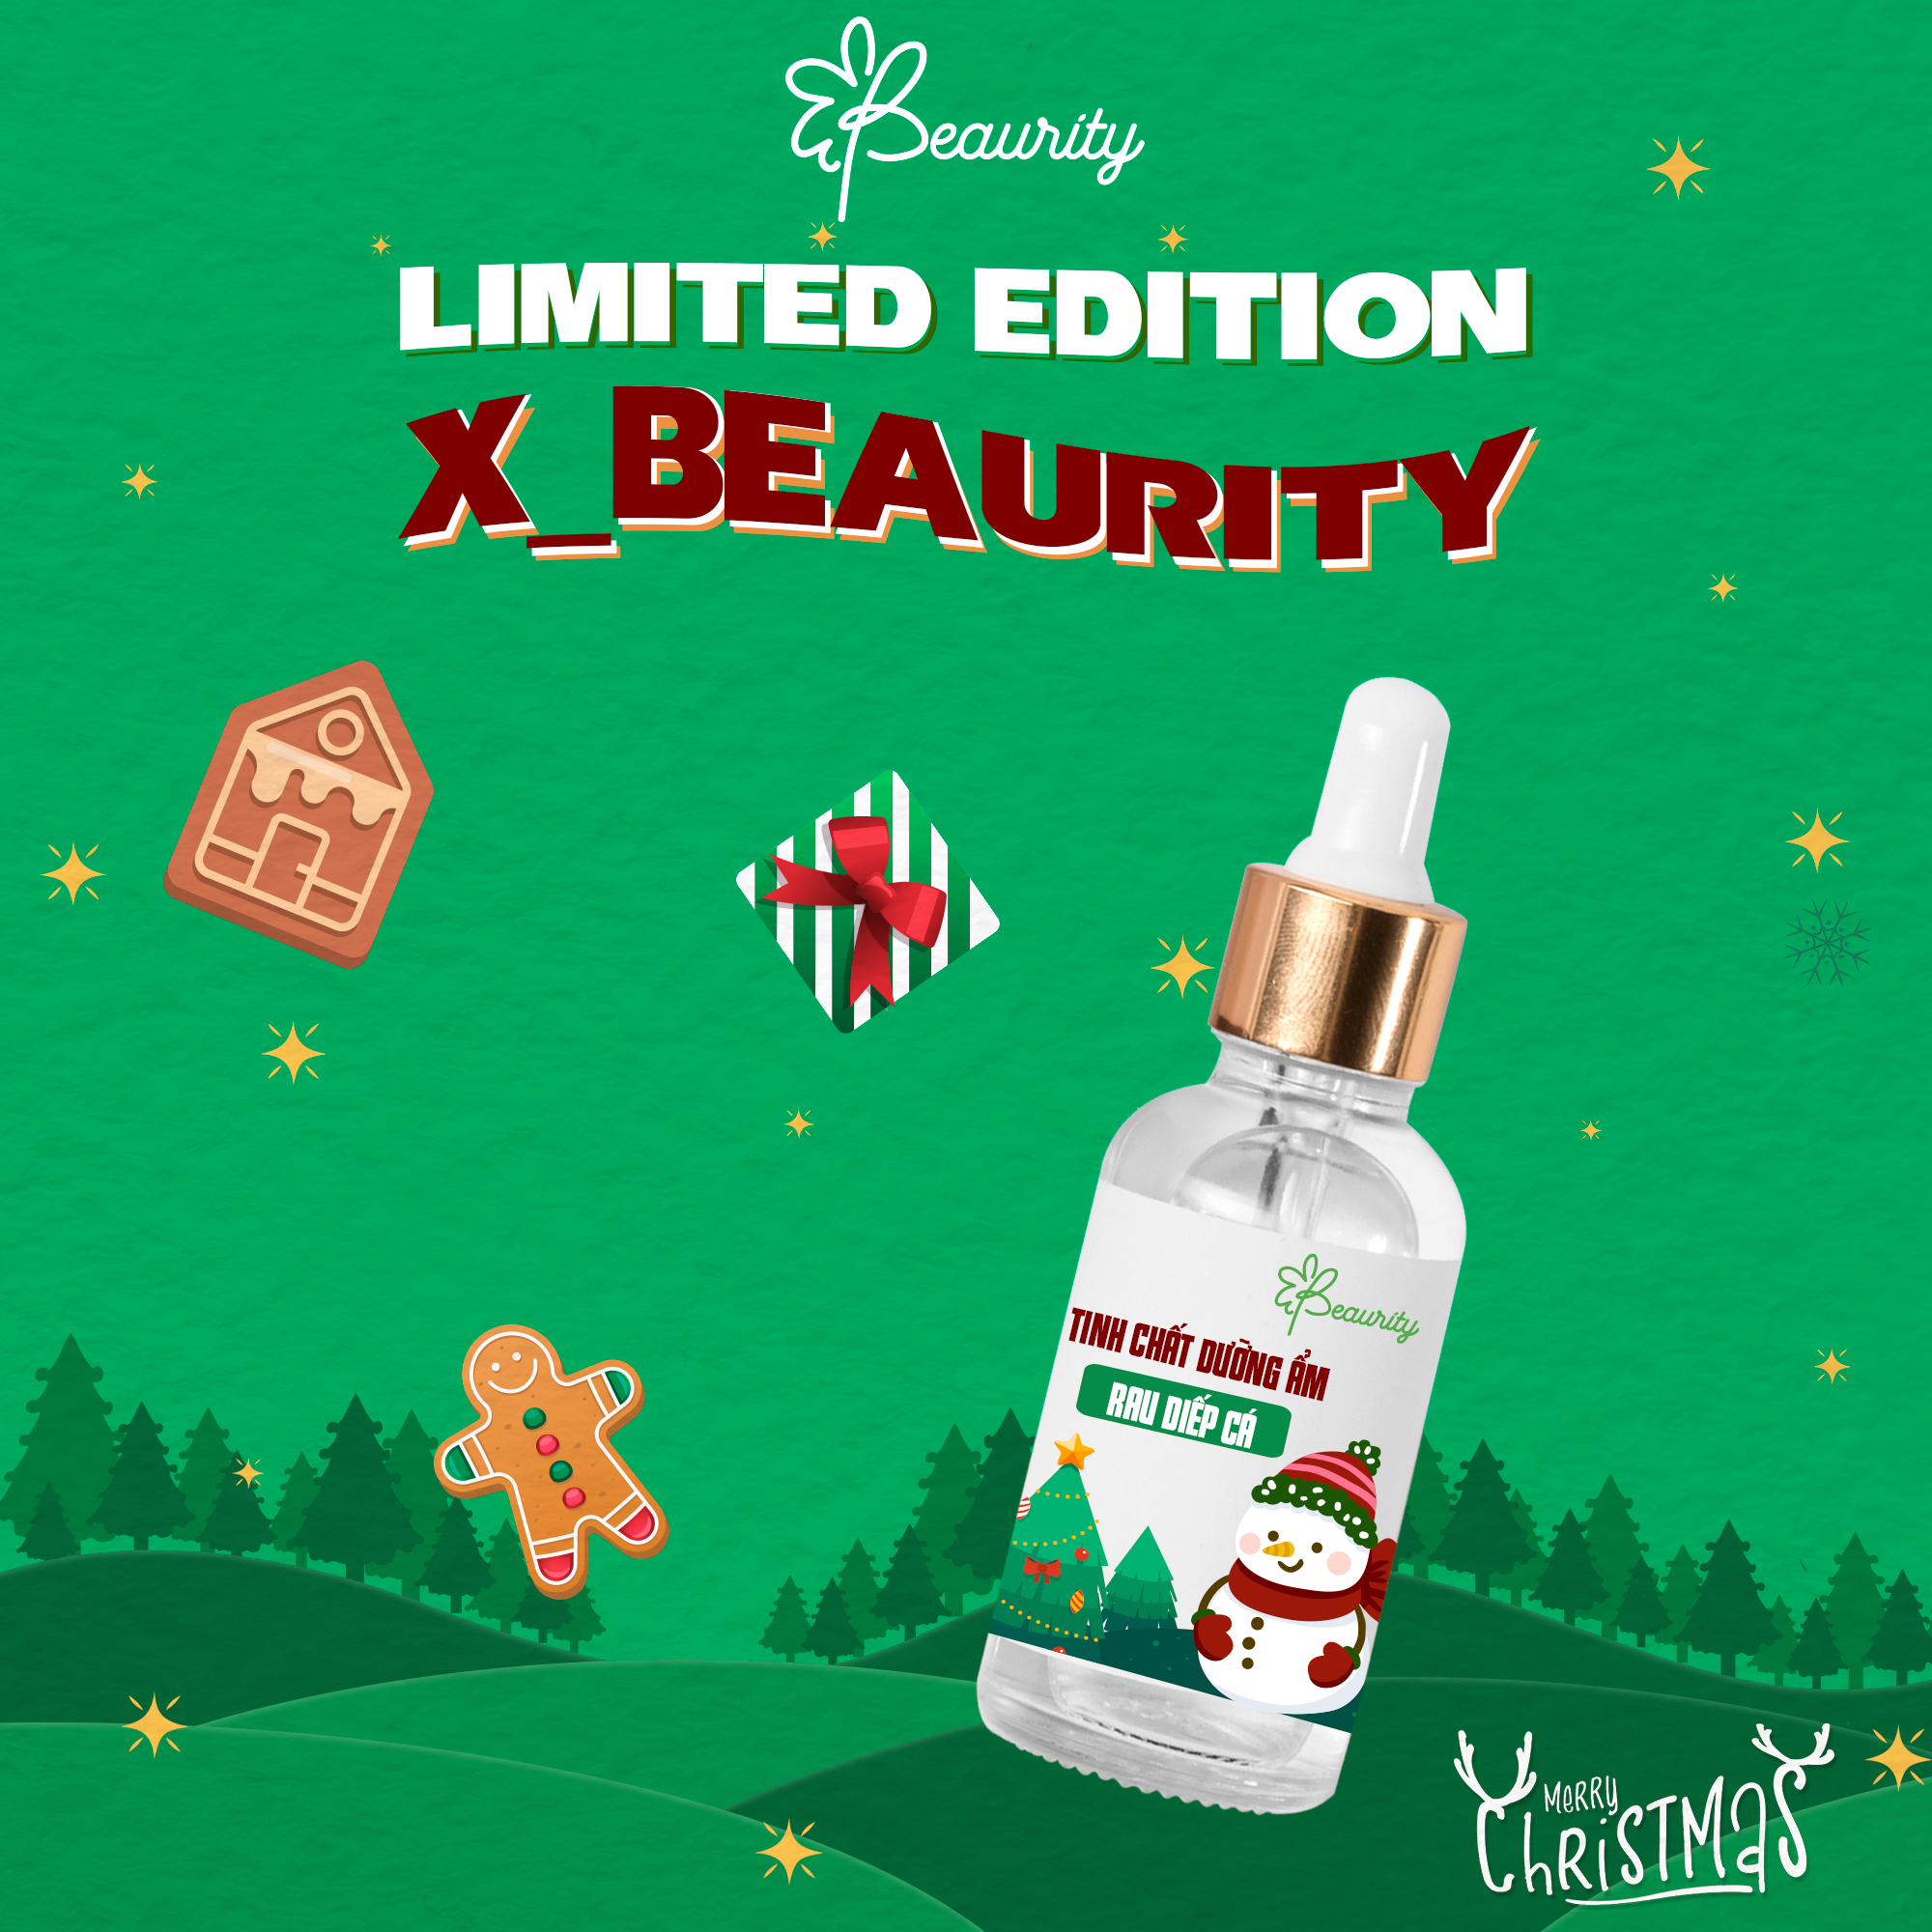 Beaurity
LIMITED EDITION
X_BEAURITY
Beaurity
TINH CHẤT DƯỠNG ẨM
RAU DIẾP CÁ
MERRY
CHRISTMAS